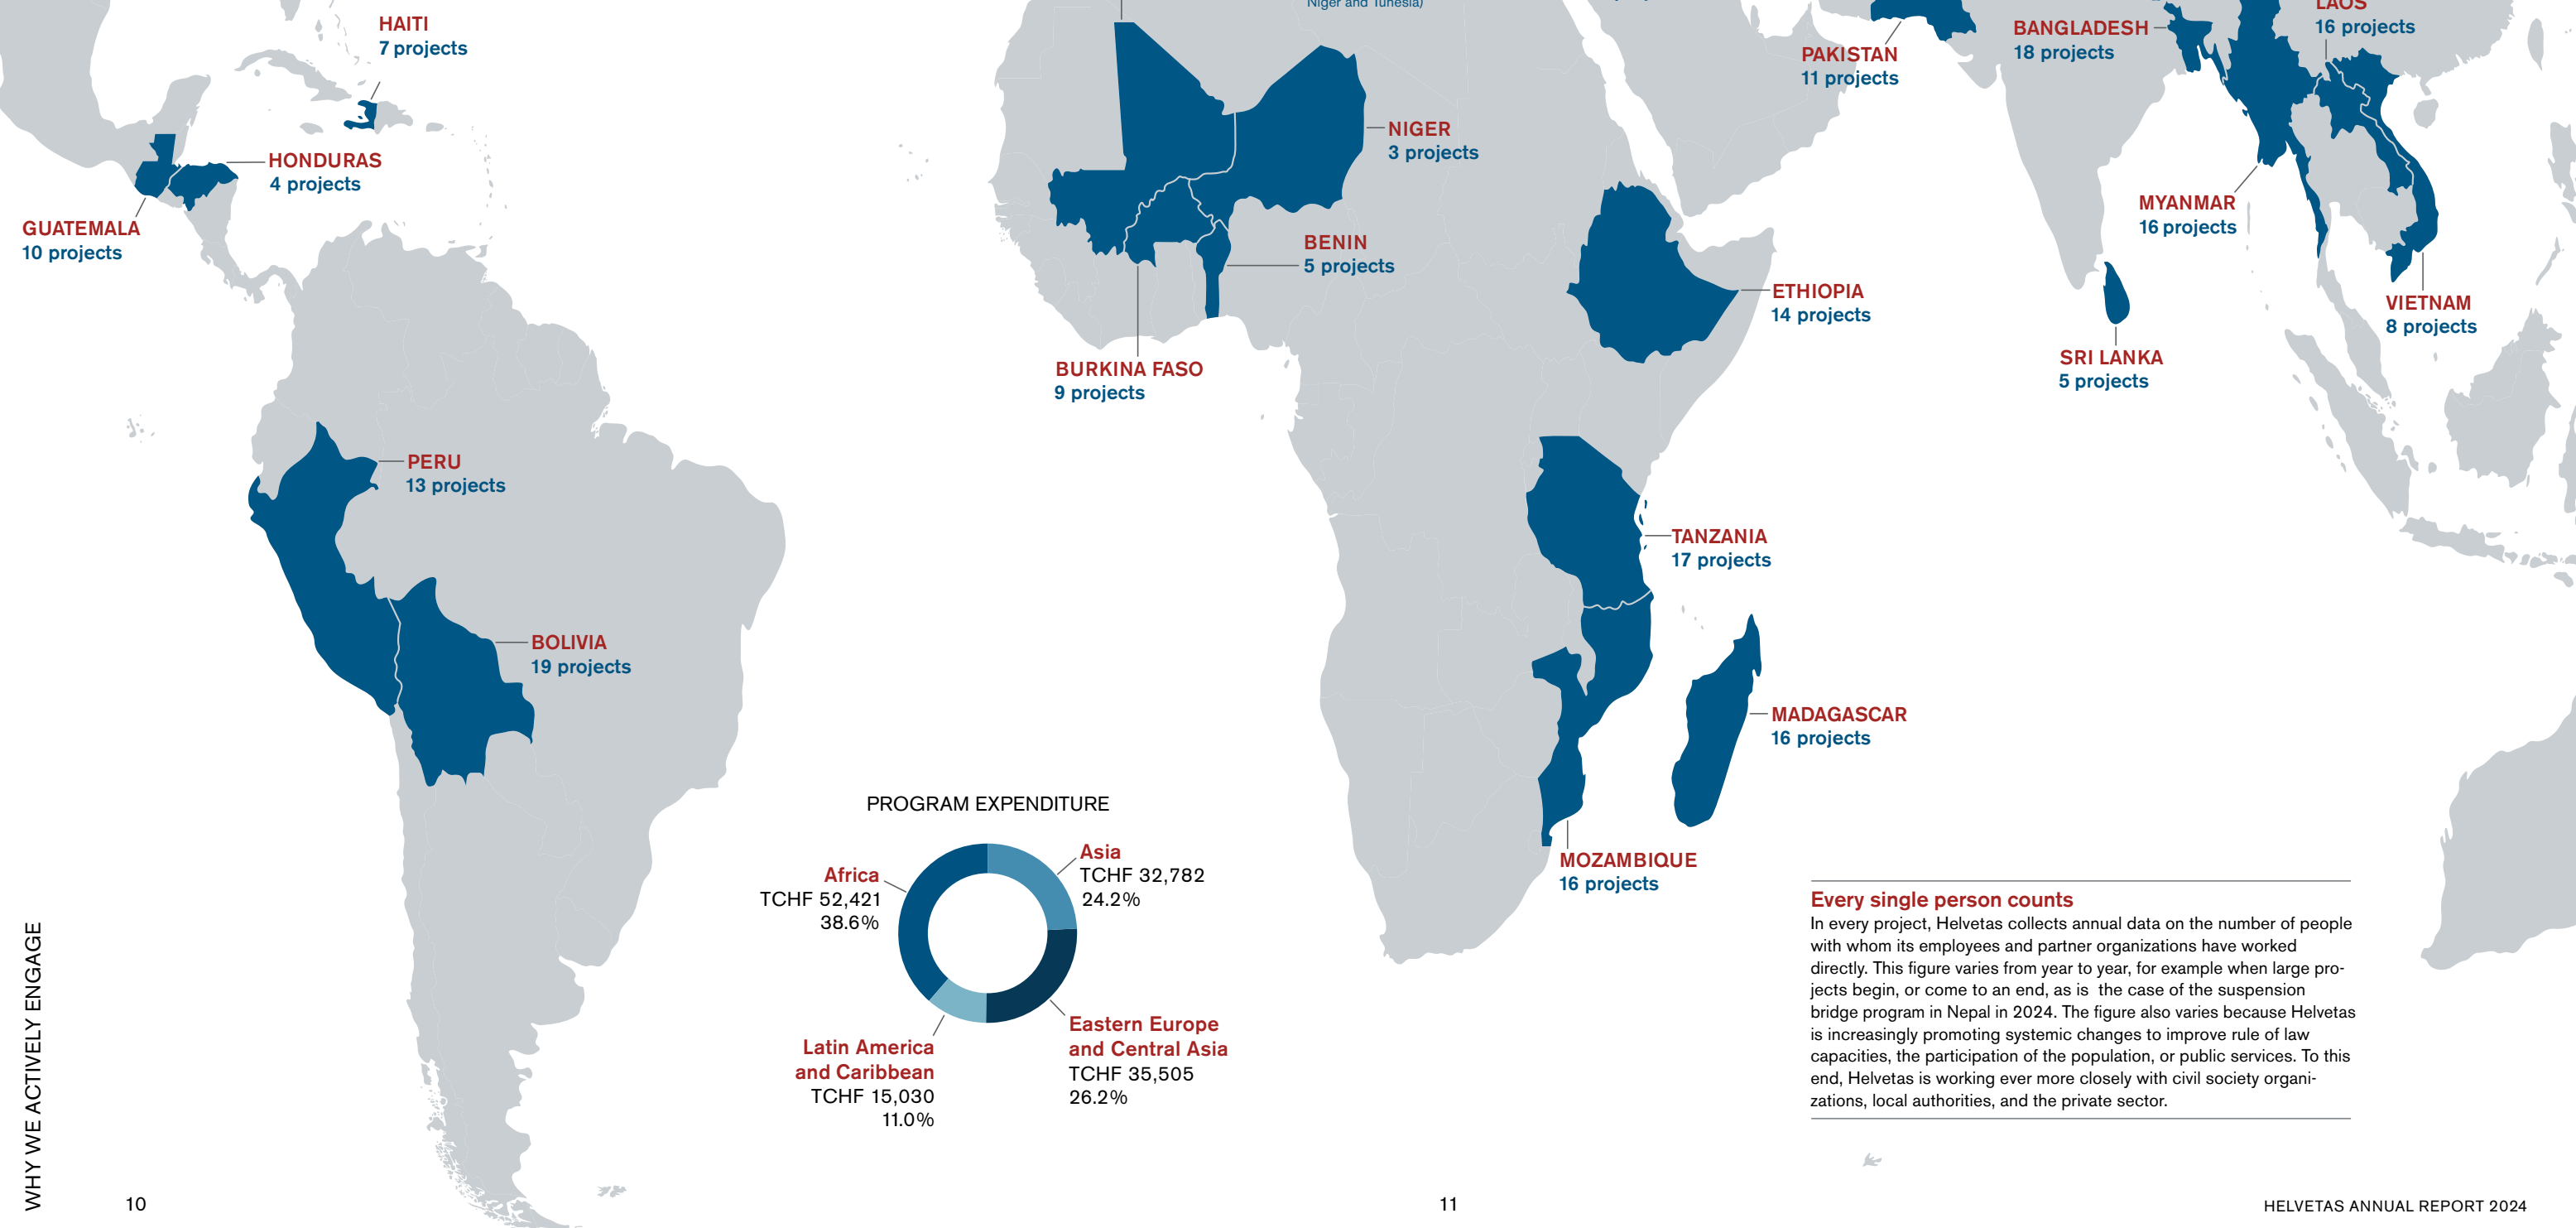 Niger and Tunesia)
HAITI
7 projects
HONDURAS
4 projects
GUATEMALA
10 projects
PERU
13 projects
BOLIVIA
19 projects
NIGER
3 projects
BENIN
5 projects
BURKINA FASO
9 projects
ETHIOPIA
14 projects
TANZANIA
17 projects
MADAGASCAR
16 projects
MOZAMBIQUE
16 projects
PAKISTAN
11 projects
BANGLADESH
18 projects
LAOS
16 projects
MYANMAR
16 projects
VIETNAM
8 projects
SRI LANKA
5 projects
PROGRAM EXPENDITURE
Asia
TCHF 32,782
24.2%
Africa
TCHF 52,421
38.6%
Eastern Europe
and Central Asia
TCHF 35,505
26.2%
Latin America
and Caribbean
TCHF 15,030
11.0%
Every single person counts
In every project, Helvetas collects annual data on the number of people
with whom its employees and partner organizations have worked
directly. This figure varies from year to year, for example when large pro-
jects begin, or come to an end, as is  the case of the suspension
bridge program in Nepal in 2024. The figure also varies because Helvetas
is increasingly promoting systemic changes to improve rule of law
capacities, the participation of the population, or public services. To this
end, Helvetas is working ever more closely with civil society organi-
zations, local authorities, and the private sector.
WHY WE ACTIVELY ENGAGE
10
11
HELVETAS ANNUAL REPORT 2024